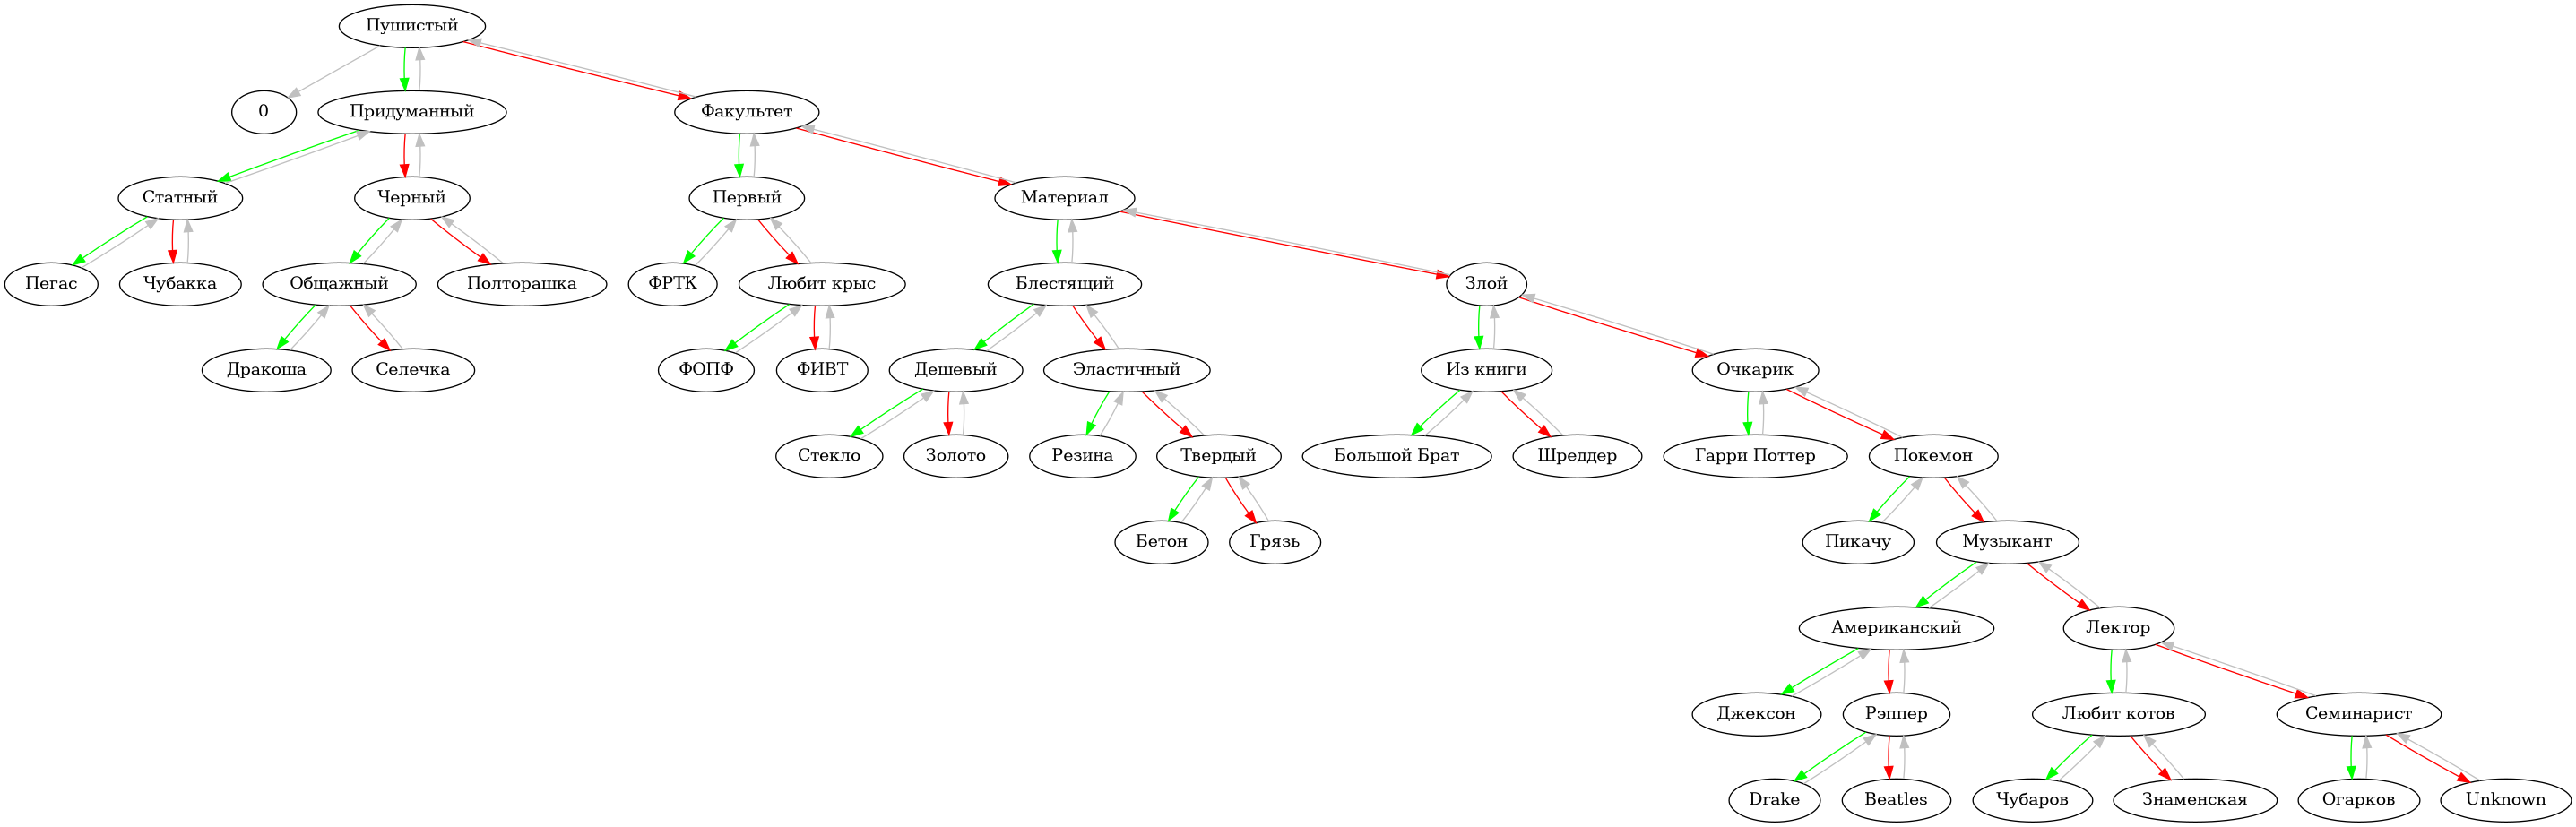 Пушистый
0
Придуманный
Факультет
Статный
Черный
Первый
Материал
Пегас
Чубакка
Общажный
Полторашка
ФРТК
Любит крыс
Блестящий
Злой
Дракоша
Селечка
ФОПФ
ФИВТ
Дешевый
Эластичный
Из книги
Очкарик
Стекло
Золото
Резина
Твердый
Большой Брат
Шреддер
Гарри Поттер
Покемон
Бетон
Грязь
Пикачу
Музыкант
Американский
Лектор
Джексон
Рэппер
Любит котов
Семинарист
Drake
Beatles
Чубаров
Знаменская
Огарков
Unknown